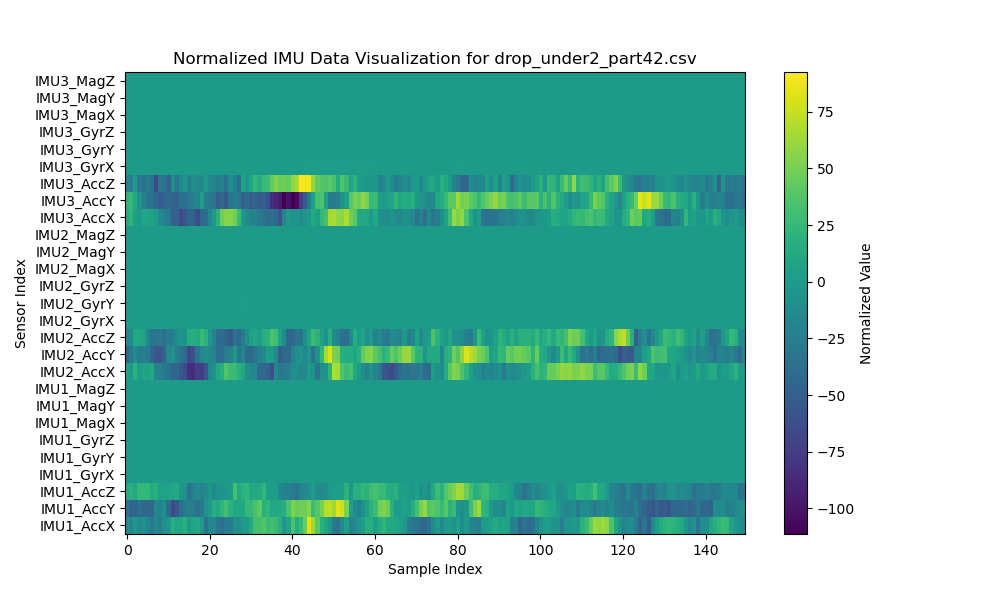 Normalized IMU Data Visualization for drop_under2_part42.csv
IMU3_MagZ
IMU3_MagY
IMU3_MagX
IMU3_GyrZ
IMU3_GyrY
IMU3_GyrX
IMU3_AccZ
IMU3_AccY
IMU3_AccX
IMU2_MagZ
IMU2_MagY
IMU2_MagX
IMU2_GyrZ
IMU2_GyrY
IMU2_GyrX
IMU2_AccZ
IMU2_AccY
IMU2_AccX
IMU1_MagZ
IMU1_MagY
IMU1_MagX
IMU1_GyrZ
IMU1_GyrY
IMU1_GyrX
IMU1_AccZ
IMU1_AccY
IMU1_AccX
Sensor Index
0 20 40 60 80 100 120 140
Sample Index
75
50
25
0
−25
−50
−75
−100
Normalized Value